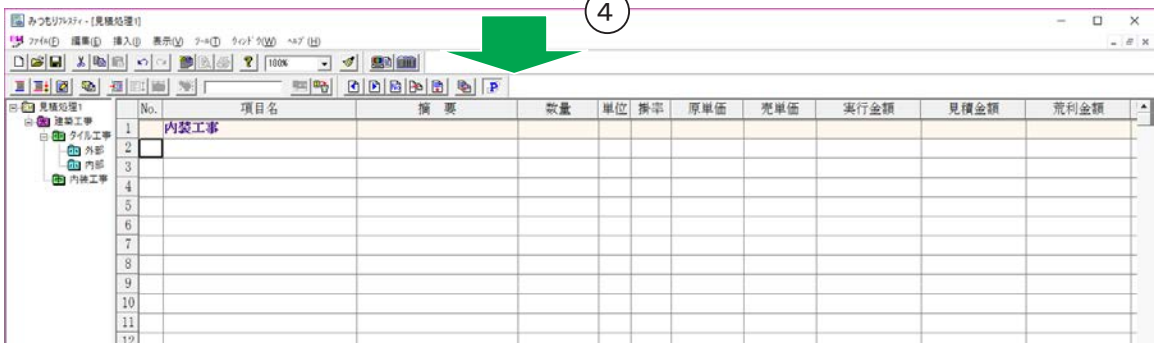 ④
みつもりアレスティ - [見積処理1]
ファイル(F) 編集(E) 挿入(I) 表示(V) ツール(T) ウィンドウ(W) ヘルプ(H)
100%
P
見積処理1
建築工事
タイル工事
外部
内部
内装工事
No. 項目名 摘 要 数量 単位 掛率 原単価 売単価 実行金額 見積金額 荒利金額
1 内装工事
2
3
4
5
6
7
8
9
10
11
12